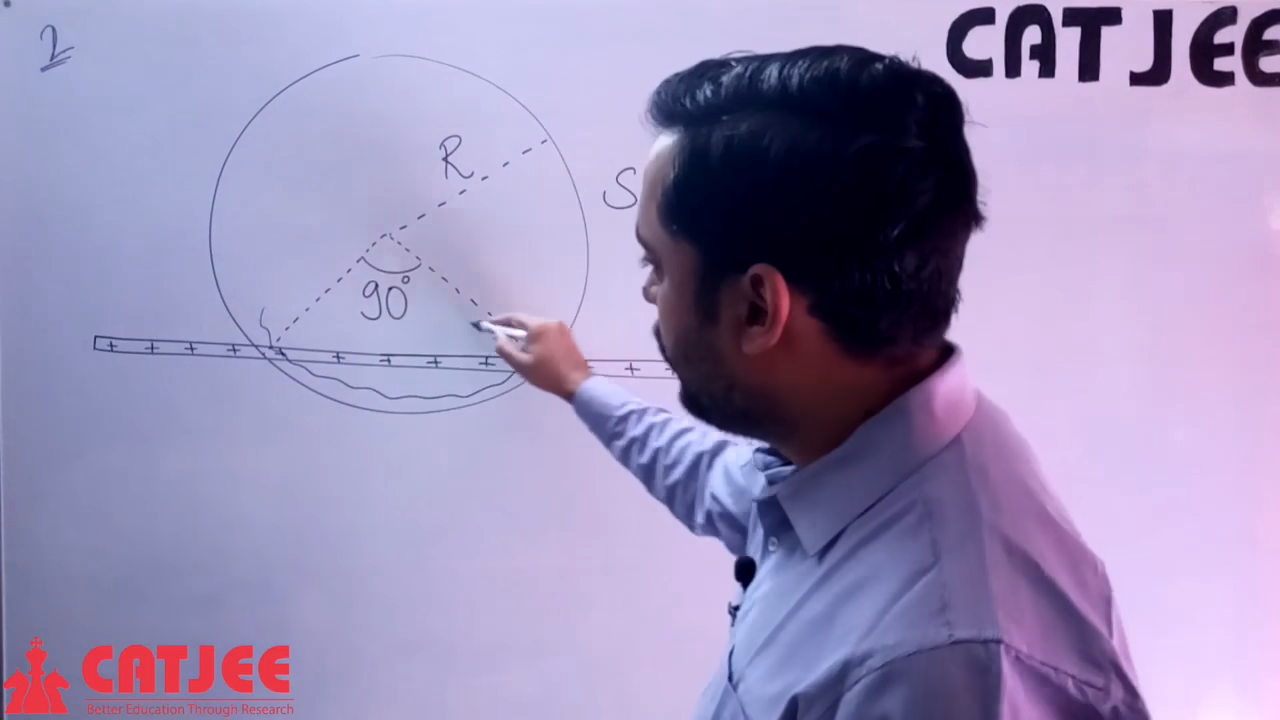 2
CATJEE
R
S
90°
+ + + + + + + + + + +
CATJEE
Better Education Through Research